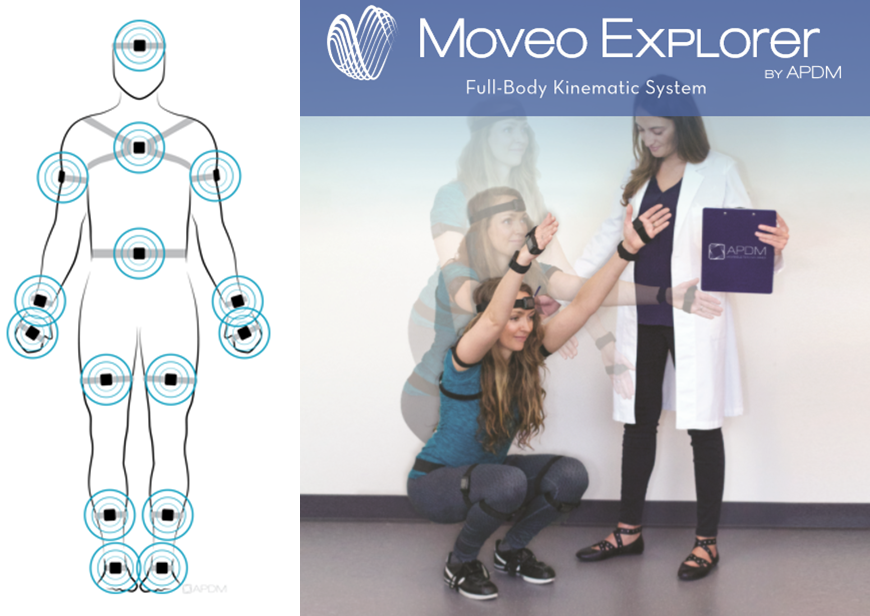 MOVEO EXPLORER
BY APDM
Full-Body Kinematic System
APDM
APDM